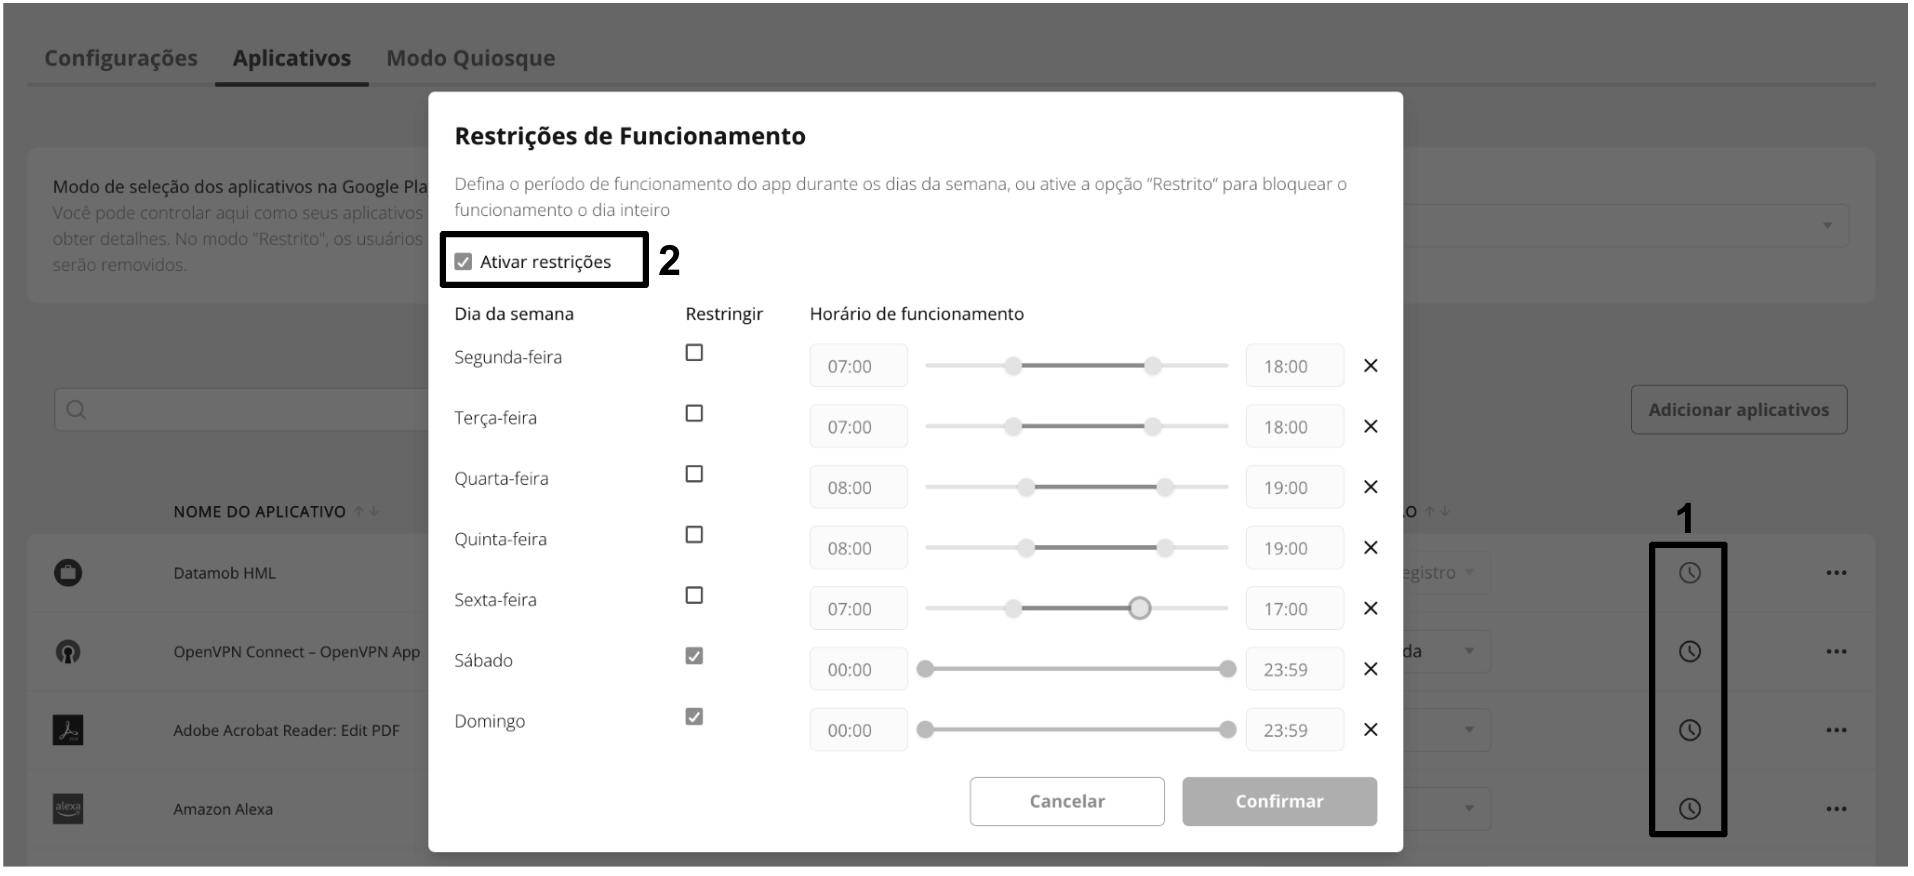 Configurações Aplicativos Modo Quiosque
Restrições de Funcionamento
Defina o período de funcionamento do app durante os dias da semana, ou ative a opção "Restrito" para bloquear o
funcionamento o dia inteiro
Modo de seleção dos aplicativos na Google
Você pode controlar aqui como seus aplicativos
obter detalhes. No modo "Restrito", os usuários
serão removidos.
Ativar restrições 2
Dia da semana Restringir Horário de funcionamento
Segunda-feira 07:00 18:00
Terça-feira 07:00 18:00
Quarta-feira 08:00 19:00
Quinta-feira 08:00 19:00
Sexta-feira 07:00 17:00
Sábado 00:00 23:59
Domingo 00:00 23:59
Cancelar Confirmar
Adicionar aplicativos
NOME DO APLICATIVO
1
Datamob HML
OpenVPN Connect – OpenVPN App
Adobe Acrobat Reader: Edit PDF
alexa Amazon Alexa